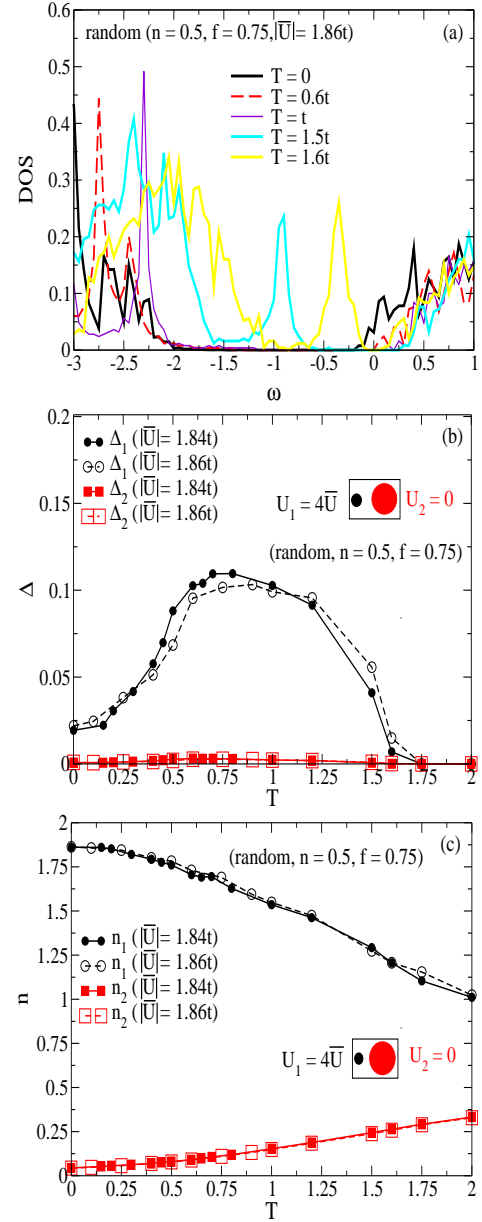 random (n = 0.5, f = 0.75,|U̅|= 1.86t)
(a)
T = 0
T = 0.6t
T = t
T = 1.5t
T = 1.6t
DOS
0.5
0.4
0.3
0.2
0.1
0
-3 -2.5 -2 -1.5 -1 -0.5 0 0.5 1
ω
(b)
Δ1 (|U̅|= 1.84t)
Δ1 (|U̅|= 1.86t)
Δ2 (|U̅|= 1.84t)
Δ2 (|U̅|= 1.86t)
U1 = 4U̅
U2 = 0
(random, n = 0.5, f = 0.75)
Δ
0.2
0.15
0.1
0.05
0
0 0.25 0.5 0.75 1 1.25 1.5 1.75 2
T
(c)
(random, n = 0.5, f = 0.75)
n1 (|U̅|= 1.84t)
n1 (|U̅|= 1.86t)
n2 (|U̅|= 1.84t)
n2 (|U̅|= 1.86t)
U1 = 4U̅
U2 = 0
n
2
1.75
1.5
1.25
1
0.75
0.5
0.25
0
0 0.25 0.5 0.75 1 1.25 1.5 1.75 2
T